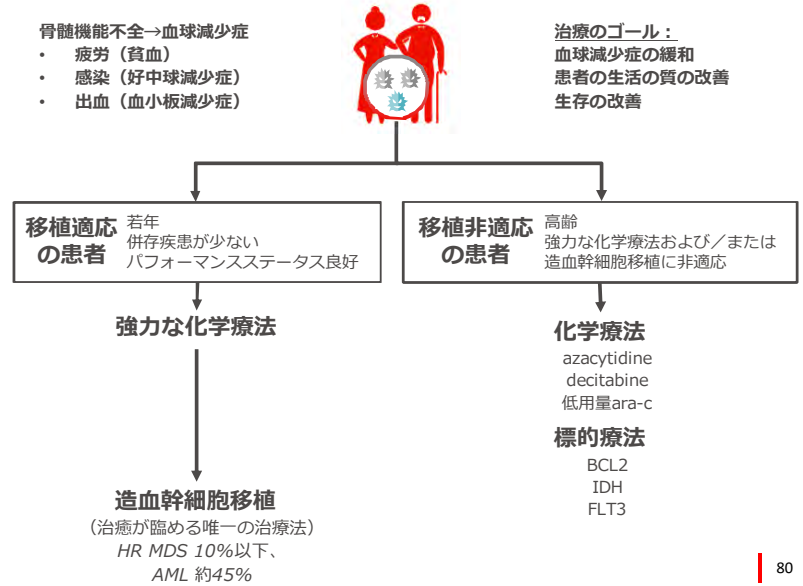 骨髄機能不全→血球減少症
• 疲労（貧血）
• 感染（好中球減少症）
• 出血（血小板減少症）
治療のゴール：
血球減少症の緩和
患者の生活の質の改善
生存の改善
移植適応
の患者
若年
併存疾患が少ない
パフォーマンスステータス良好
移植非適応
の患者
高齢
強力な化学療法および／または
造血幹細胞移植に非適応
強力な化学療法
造血幹細胞移植
（治癒が臨める唯一の治療法）
HR MDS 10%以下、
AML 約45%
化学療法
azacytidine
decitabine
低用量ara-c
標的療法
BCL2
IDH
FLT3
80